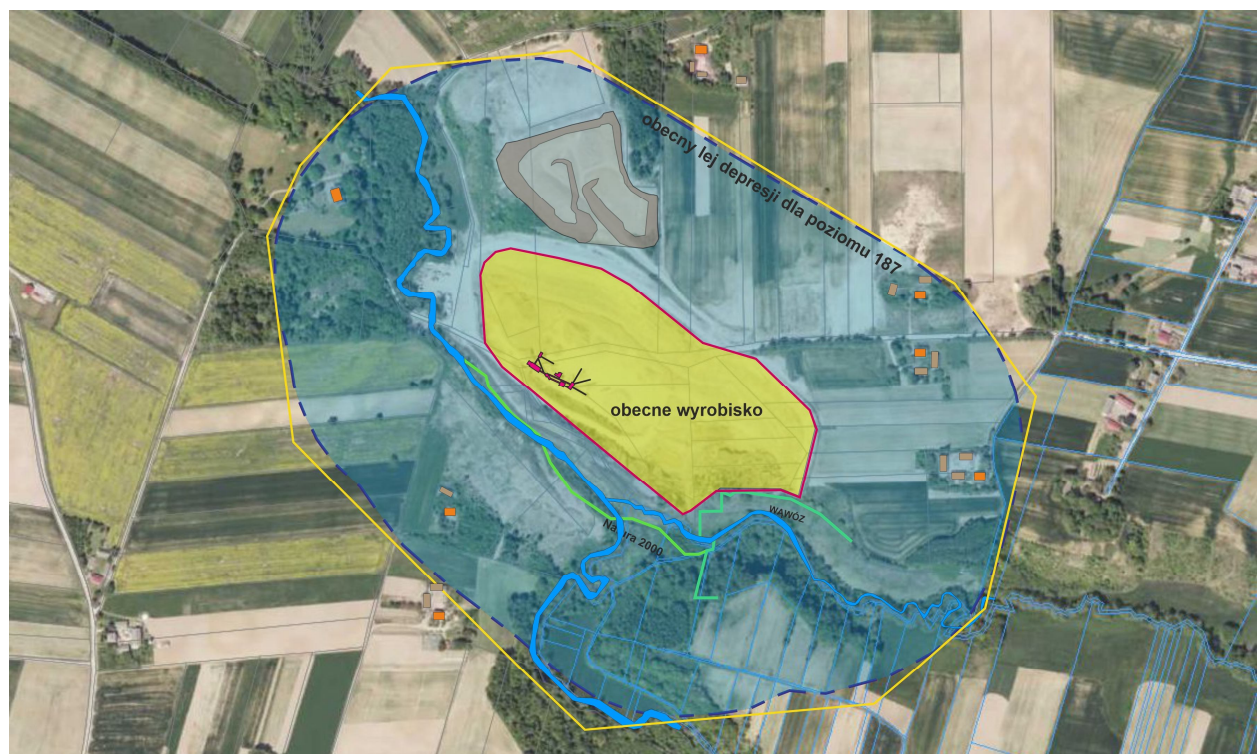 obecny lej depresji dla poziomu 187
obecne wyrobisko
WĄWÓZ
Natura 2000